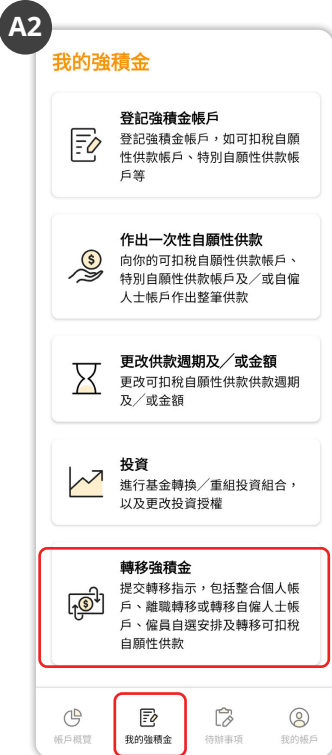 A2
我的強積金
登記強積金帳戶
登記強積金帳戶，如可扣稅自願
性供款帳戶、特別自願性供款帳
戶等
作出一次性自願性供款
向你的可扣稅自願性供款帳戶、
特別自願性供款帳戶及／或自僱
人士帳戶作出整筆供款
更改供款週期及／或金額
更改可扣稅自願性供款供款週期
及／或金額
投資
進行基金轉換／重組投資組合，
以及更改投資授權
轉移強積金
提交轉移指示，包括整合個人帳
戶、離職轉移或轉移自僱人士帳
戶、僱員自選安排及轉移可扣稅
自願性供款
帳戶概覽
我的強積金
待辦事項
我的帳戶